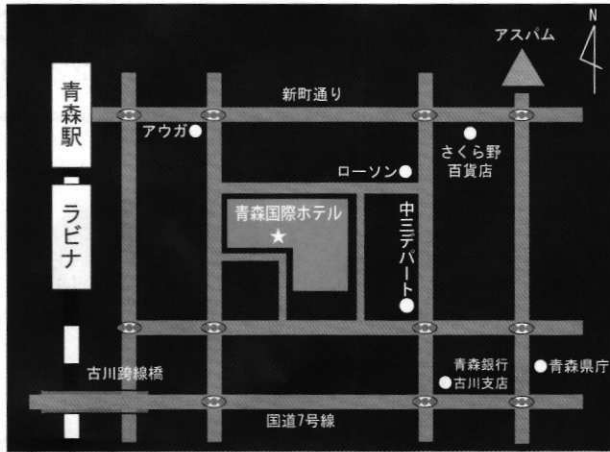 N
アスパム
新町通り
青森駅
アウガ
さくら野
百貨店
ローソン
ラビナ
青森国際ホテル
中三デパート
古川跨線橋
青森銀行
古川支店
青森県庁
国道7号線